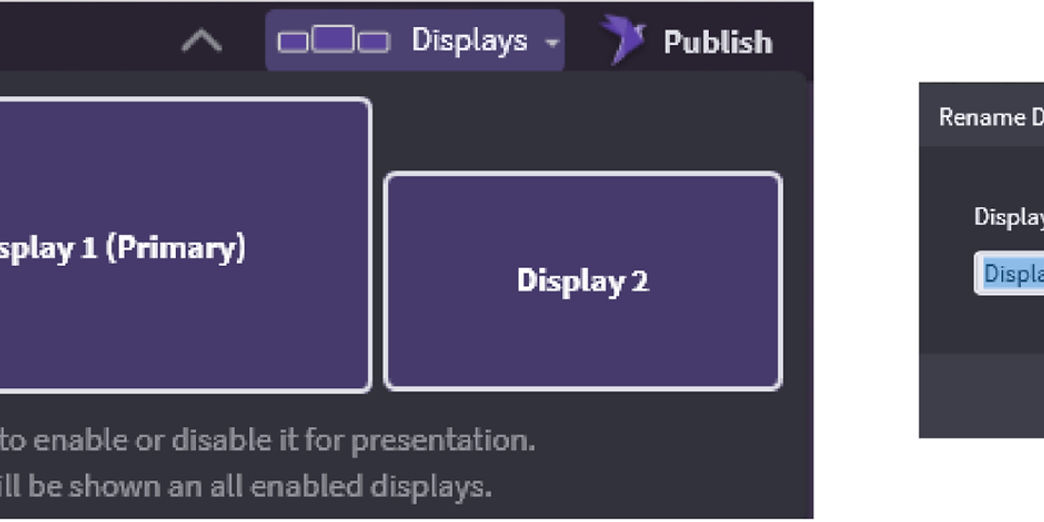 Displays
Publish
splay 1 (Primary)
Display 2
to enable or disable it for presentation.
ill be shown an all enabled displays.
Rename D
Display
Displa